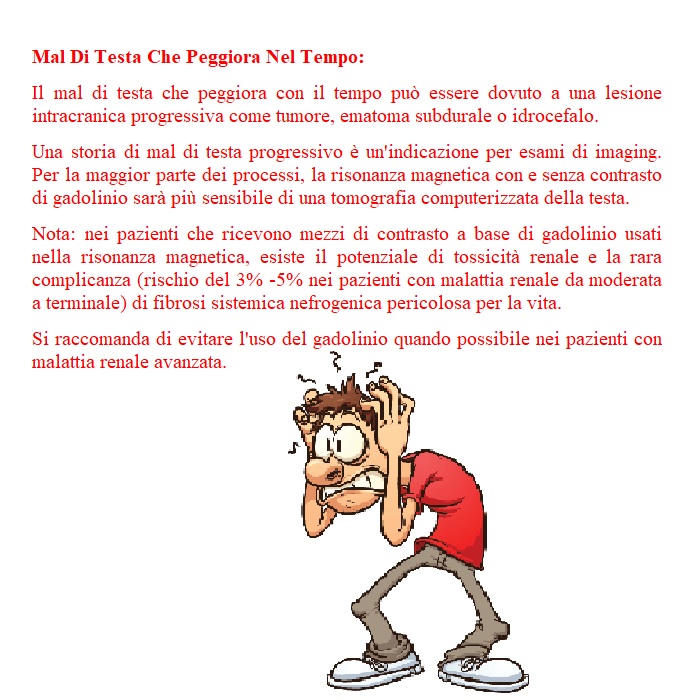 Mal Di Testa Che Peggiora Nel Tempo:
Il mal di testa che peggiora con il tempo può essere dovuto a una lesione
intracranica progressiva come tumore, ematoma subdurale o idrocefalo.
Una storia di mal di testa progressivo è un'indicazione per esami di imaging.
Per la maggior parte dei processi, la risonanza magnetica con e senza contrasto
di gadolinio sarà più sensibile di una tomografia computerizzata della testa.
Nota: nei pazienti che ricevono mezzi di contrasto a base di gadolinio usati
nella risonanza magnetica, esiste il potenziale di tossicità renale e la rara
complicanza (rischio del 3% -5% nei pazienti con malattia renale da moderata
a terminale) di fibrosi sistemica nefrogenica pericolosa per la vita.
Si raccomanda di evitare l'uso del gadolinio quando possibile nei pazienti con
malattia renale avanzata.